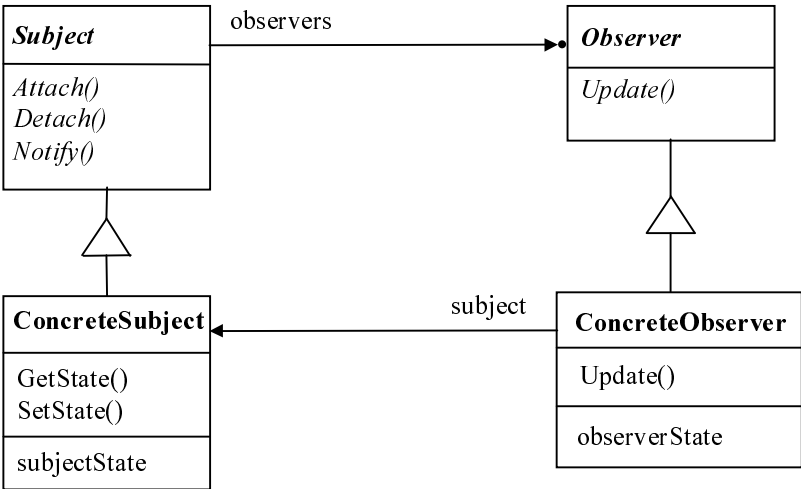 Subject
Attach()
Detach()
Notify()
observers
Observer
Update()
ConcreteSubject
GetState()
SetState()
subjectState
subject
ConcreteObserver
Update()
observerState